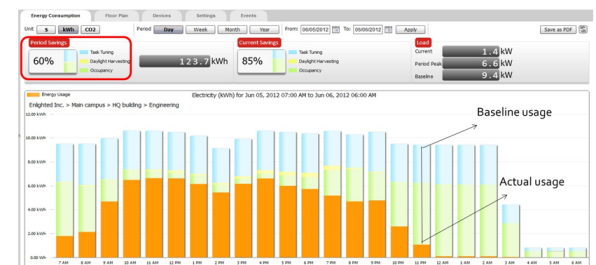 Energy Consumption Floor Plan Devices Settings Events
Unit $ kWh CO2 Period Day Week Month Year From: 06/05/2012 To: 06/06/2012 Apply Save as PDF
Period Savings
60%
Task Tuning
Daylight Harvesting
Occupancy
123.7 kWh
Current Savings
85%
Task Tuning
Daylight Harvesting
Occupancy
Load
Current 1.4 kW
Period Peak 6.6 kW
Baseline 9.4 kW
Energy Usage
Electricity (kWh) for Jun 05, 2012 07:00 AM to Jun 06, 2012 06:00 AM
Enlighted Inc. > Main campus > HQ building > Engineering
Baseline usage
Actual usage
12.00 kWh
10.00 kWh
8.00 kWh
6.00 kWh
4.00 kWh
2.00 kWh
0.00 kWh
7 AM 8 AM 9 AM 10 AM 11 AM 12 PM 1 PM 2 PM 3 PM 4 PM 5 PM 6 PM 7 PM 8 PM 9 PM 10 PM 11 PM 12 AM 1 AM 2 AM 3 AM 4 AM 5 AM 6 AM